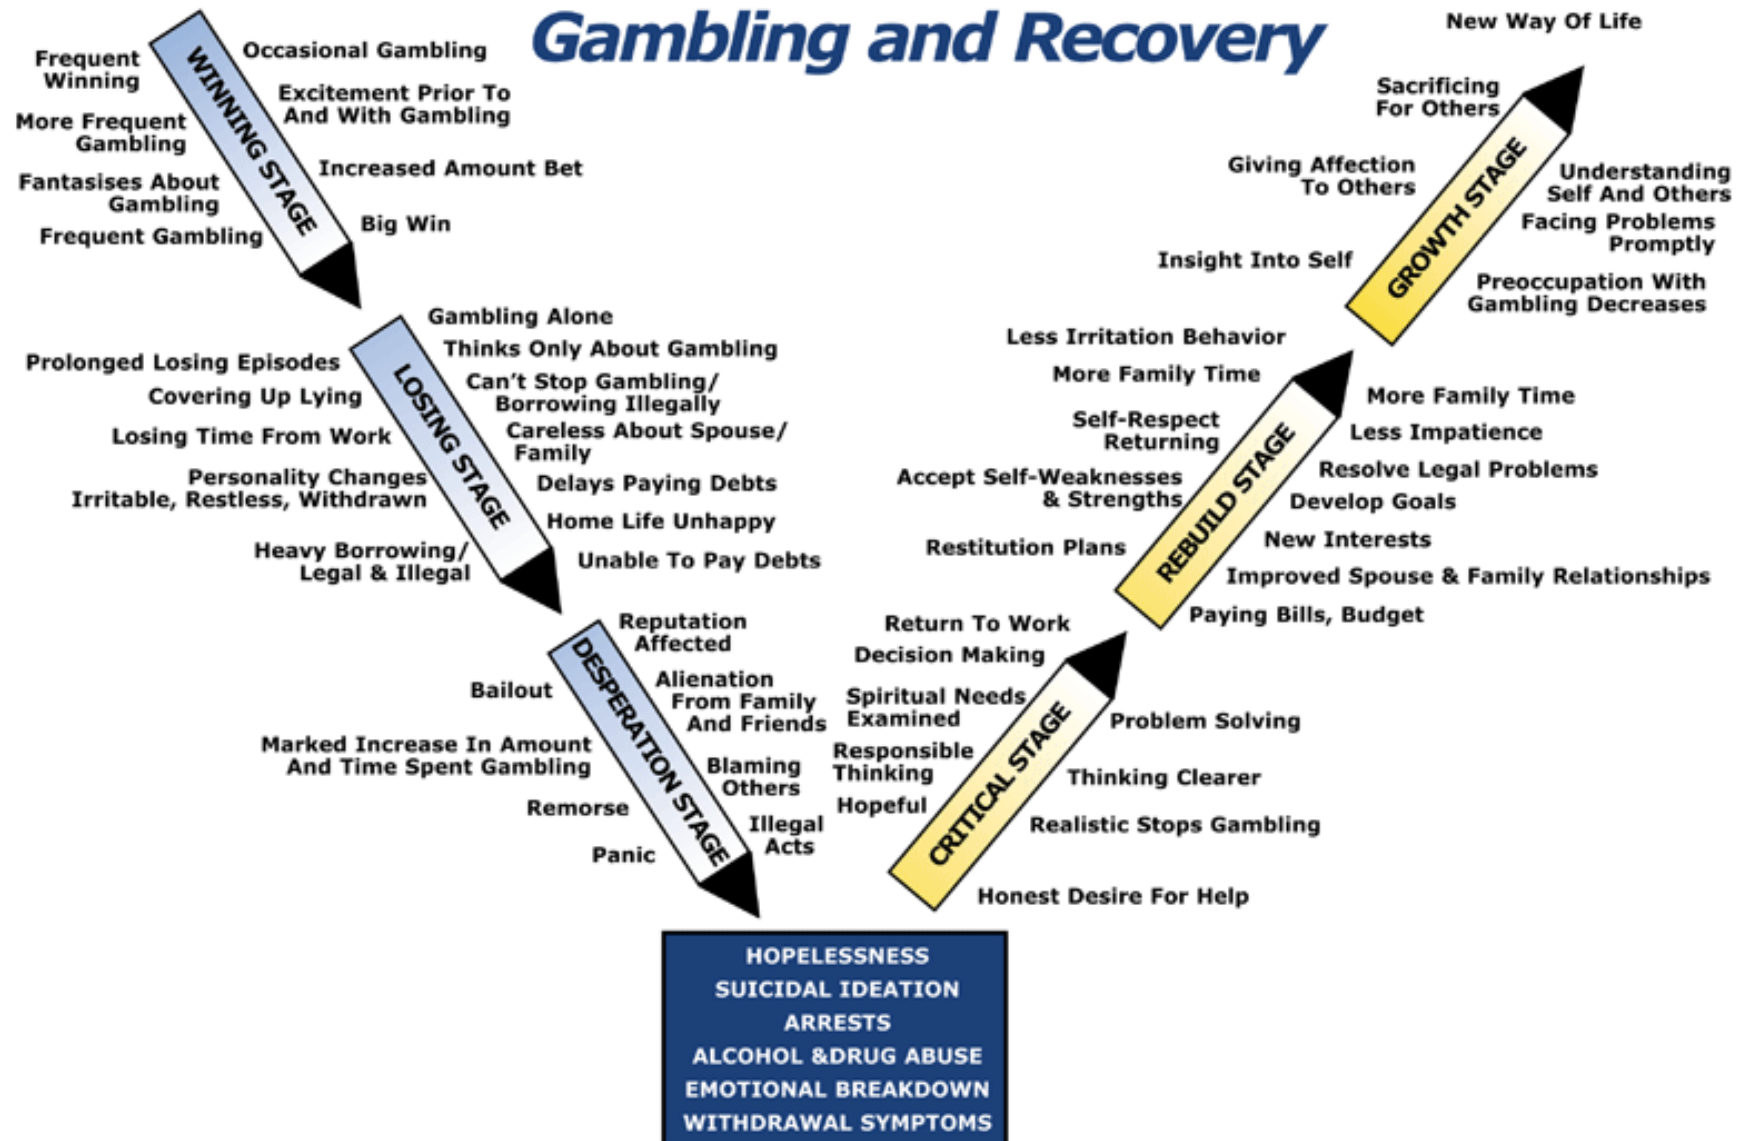 Gambling and Recovery
WINNING STAGE
Frequent
Winning
More Frequent
Gambling
Fantasises About
Gambling
Frequent Gambling
Occasional Gambling
Excitement Prior To
And With Gambling
Increased Amount Bet
Big Win
LOSING STAGE
Prolonged Losing Episodes
Covering Up Lying
Losing Time From Work
Personality Changes
Irritable, Restless, Withdrawn
Heavy Borrowing/
Legal & Illegal
Gambling Alone
Thinks Only About Gambling
Can't Stop Gambling/
Borrowing Illegally
Careless About Spouse/
Family
Delays Paying Debts
Home Life Unhappy
Unable To Pay Debts
DESPERATION STAGE
Bailout
Marked Increase In Amount
And Time Spent Gambling
Remorse
Panic
Reputation
Affected
Alienation
From Family
And Friends
Blaming
Others
Illegal
Acts
HOPELESSNESS
SUICIDAL IDEATION
ARRESTS
ALCOHOL &DRUG ABUSE
EMOTIONAL BREAKDOWN
WITHDRAWAL SYMPTOMS
CRITICAL STAGE
Return To Work
Decision Making
Spiritual Needs
Examined
Responsible
Thinking
Hopeful
Problem Solving
Thinking Clearer
Realistic Stops Gambling
Honest Desire For Help
REBUILD STAGE
Less Irritation Behavior
More Family Time
Self-Respect
Returning
Accept Self-Weaknesses
& Strengths
Restitution Plans
More Family Time
Less Impatience
Resolve Legal Problems
Develop Goals
New Interests
Improved Spouse & Family Relationships
Paying Bills, Budget
GROWTH STAGE
New Way Of Life
Sacrificing
For Others
Giving Affection
To Others
Insight Into Self
Understanding
Self And Others
Facing Problems
Promptly
Preoccupation With
Gambling Decreases